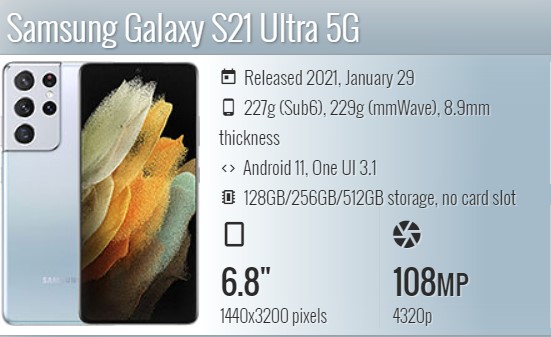 Samsung Galaxy S21 Ultra 5G
Released 2021, January 29
227g (Sub6), 229g (mmWave), 8.9mm
thickness
Android 11, One UI 3.1
128GB/256GB/512GB storage, no card slot
6.8"
1440x3200 pixels
108MP
4320p
SAMSUNG